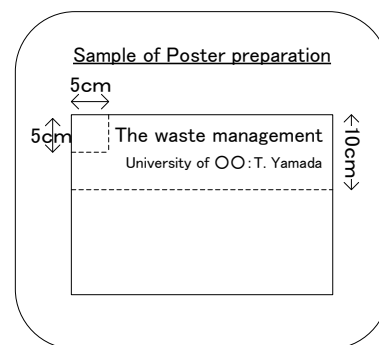 Sample of Poster preparation
5cm
5cm
The waste management
University of ○○:T. Yamada
10cm